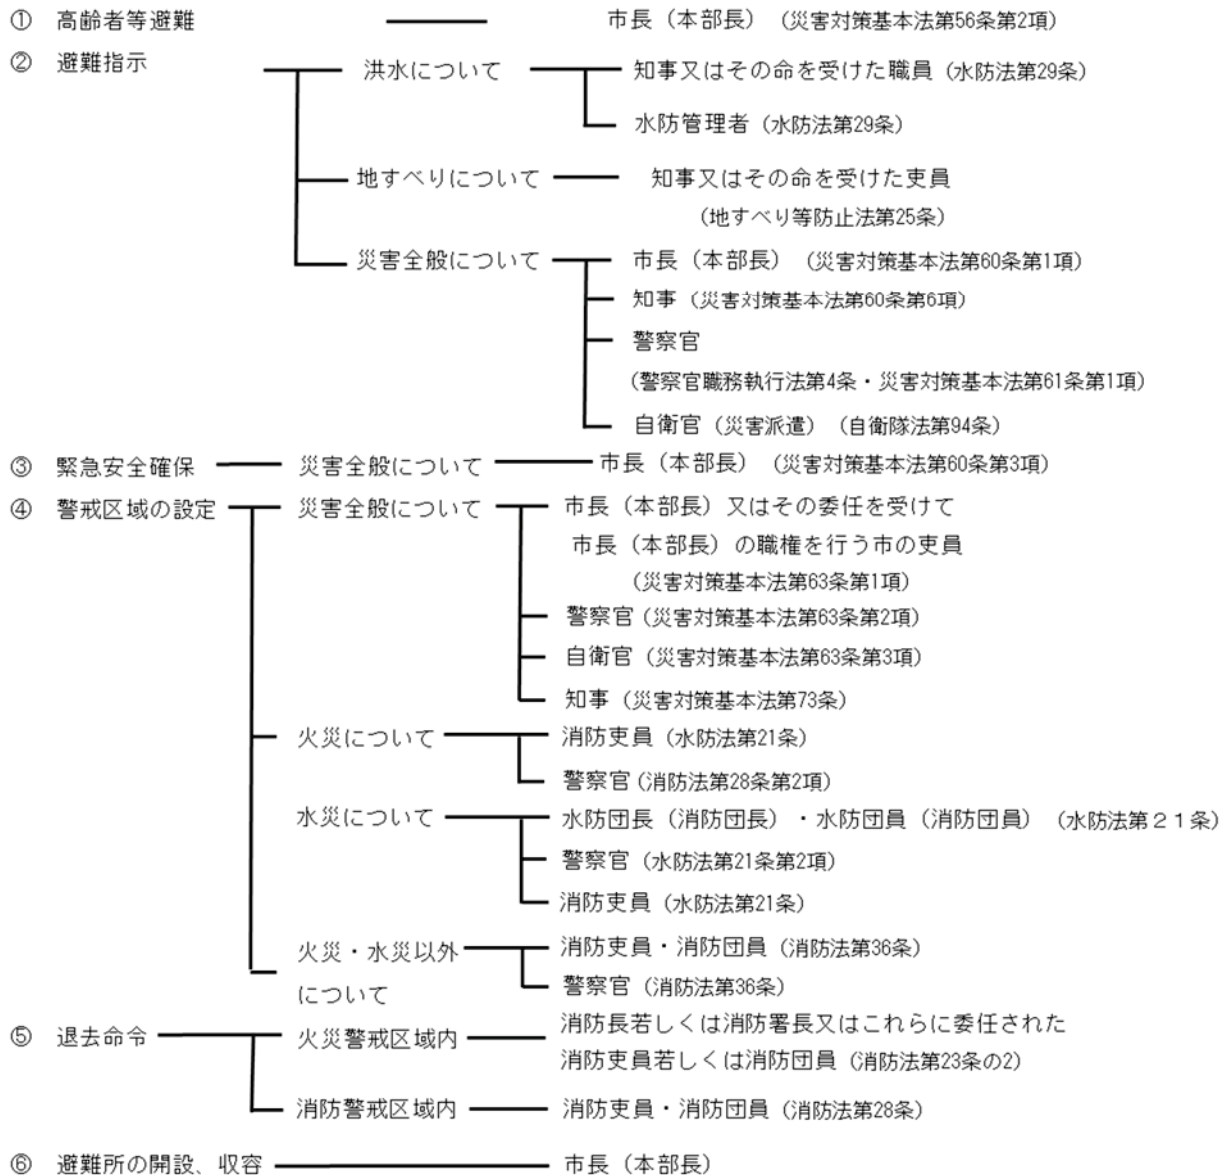 ① 高齢者等避難 市長（本部長）（災害対策基本法第56条第2項）
② 避難指示
洪水について 知事又はその命を受けた職員（水防法第29条）
水防管理者（水防法第29条）
地すべりについて 知事又はその命を受けた吏員
（地すべり等防止法第25条）
災害全般について 市長（本部長）（災害対策基本法第60条第1項）
知事（災害対策基本法第60条第6項）
警察官
（警察官職務執行法第4条・災害対策基本法第61条第1項）
自衛官（災害派遣）（自衛隊法第94条）
③ 緊急安全確保 災害全般について 市長（本部長）（災害対策基本法第60条第3項）
④ 警戒区域の設定 災害全般について 市長（本部長）又はその委任を受けて
市長（本部長）の職権を行う市の吏員
（災害対策基本法第63条第1項）
警察官（災害対策基本法第63条第2項）
自衛官（災害対策基本法第63条第3項）
知事（災害対策基本法第73条）
火災について 消防吏員（水防法第21条）
警察官（消防法第28条第2項）
水災について 水防団長（消防団長）・水防団員（消防団員）（水防法第２１条）
警察官（水防法第21条第2項）
消防吏員（水防法第21条）
火災・水災以外 消防吏員・消防団員（消防法第36条）
について 警察官（消防法第36条）
⑤ 退去命令 火災警戒区域内 消防長若しくは消防署長又はこれらに委任された
消防吏員若しくは消防団員（消防法第23条の2）
消防警戒区域内 消防吏員・消防団員（消防法第28条）
⑥ 避難所の開設、収容 市長（本部長）